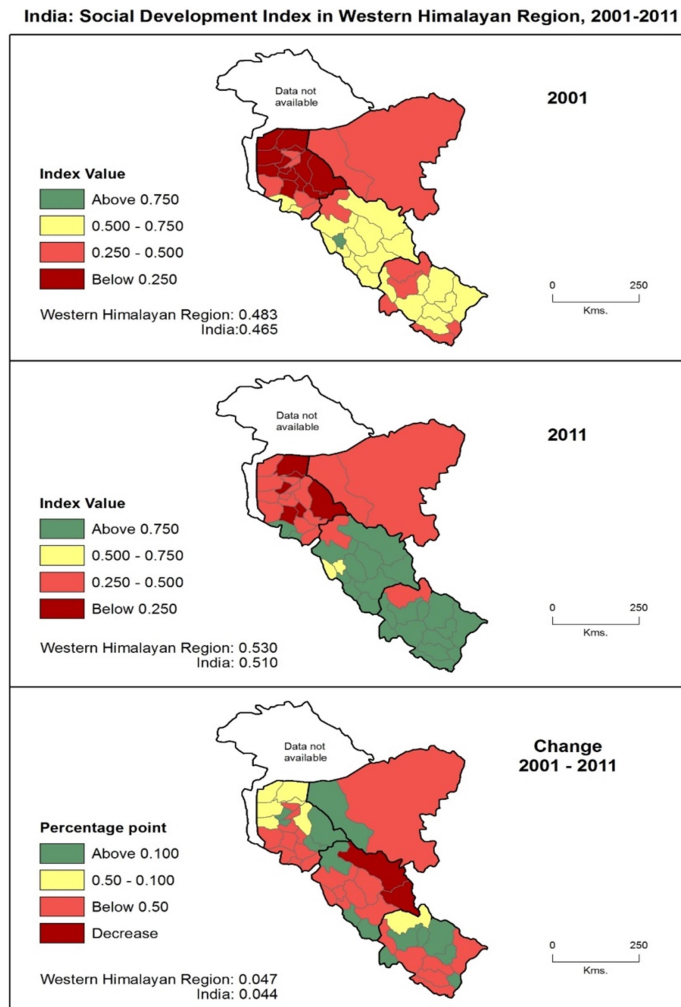 India: Social Development Index in Western Himalayan Region, 2001-2011
Data not
available
2001
Index Value
Above 0.750
0.500 - 0.750
0.250 - 0.500
Below 0.250
0 250
Kms.
Western Himalayan Region: 0.483
India:0.465
Data not
available
2011
Index Value
Above 0.750
0.500 - 0.750
0.250 - 0.500
Below 0.250
0 250
Kms.
Western Himalayan Region: 0.530
India: 0.510
Data not
available
Change
2001 - 2011
Percentage point
Above 0.100
0.50 - 0.100
Below 0.50
Decrease
0 250
Kms.
Western Himalayan Region: 0.047
India: 0.044